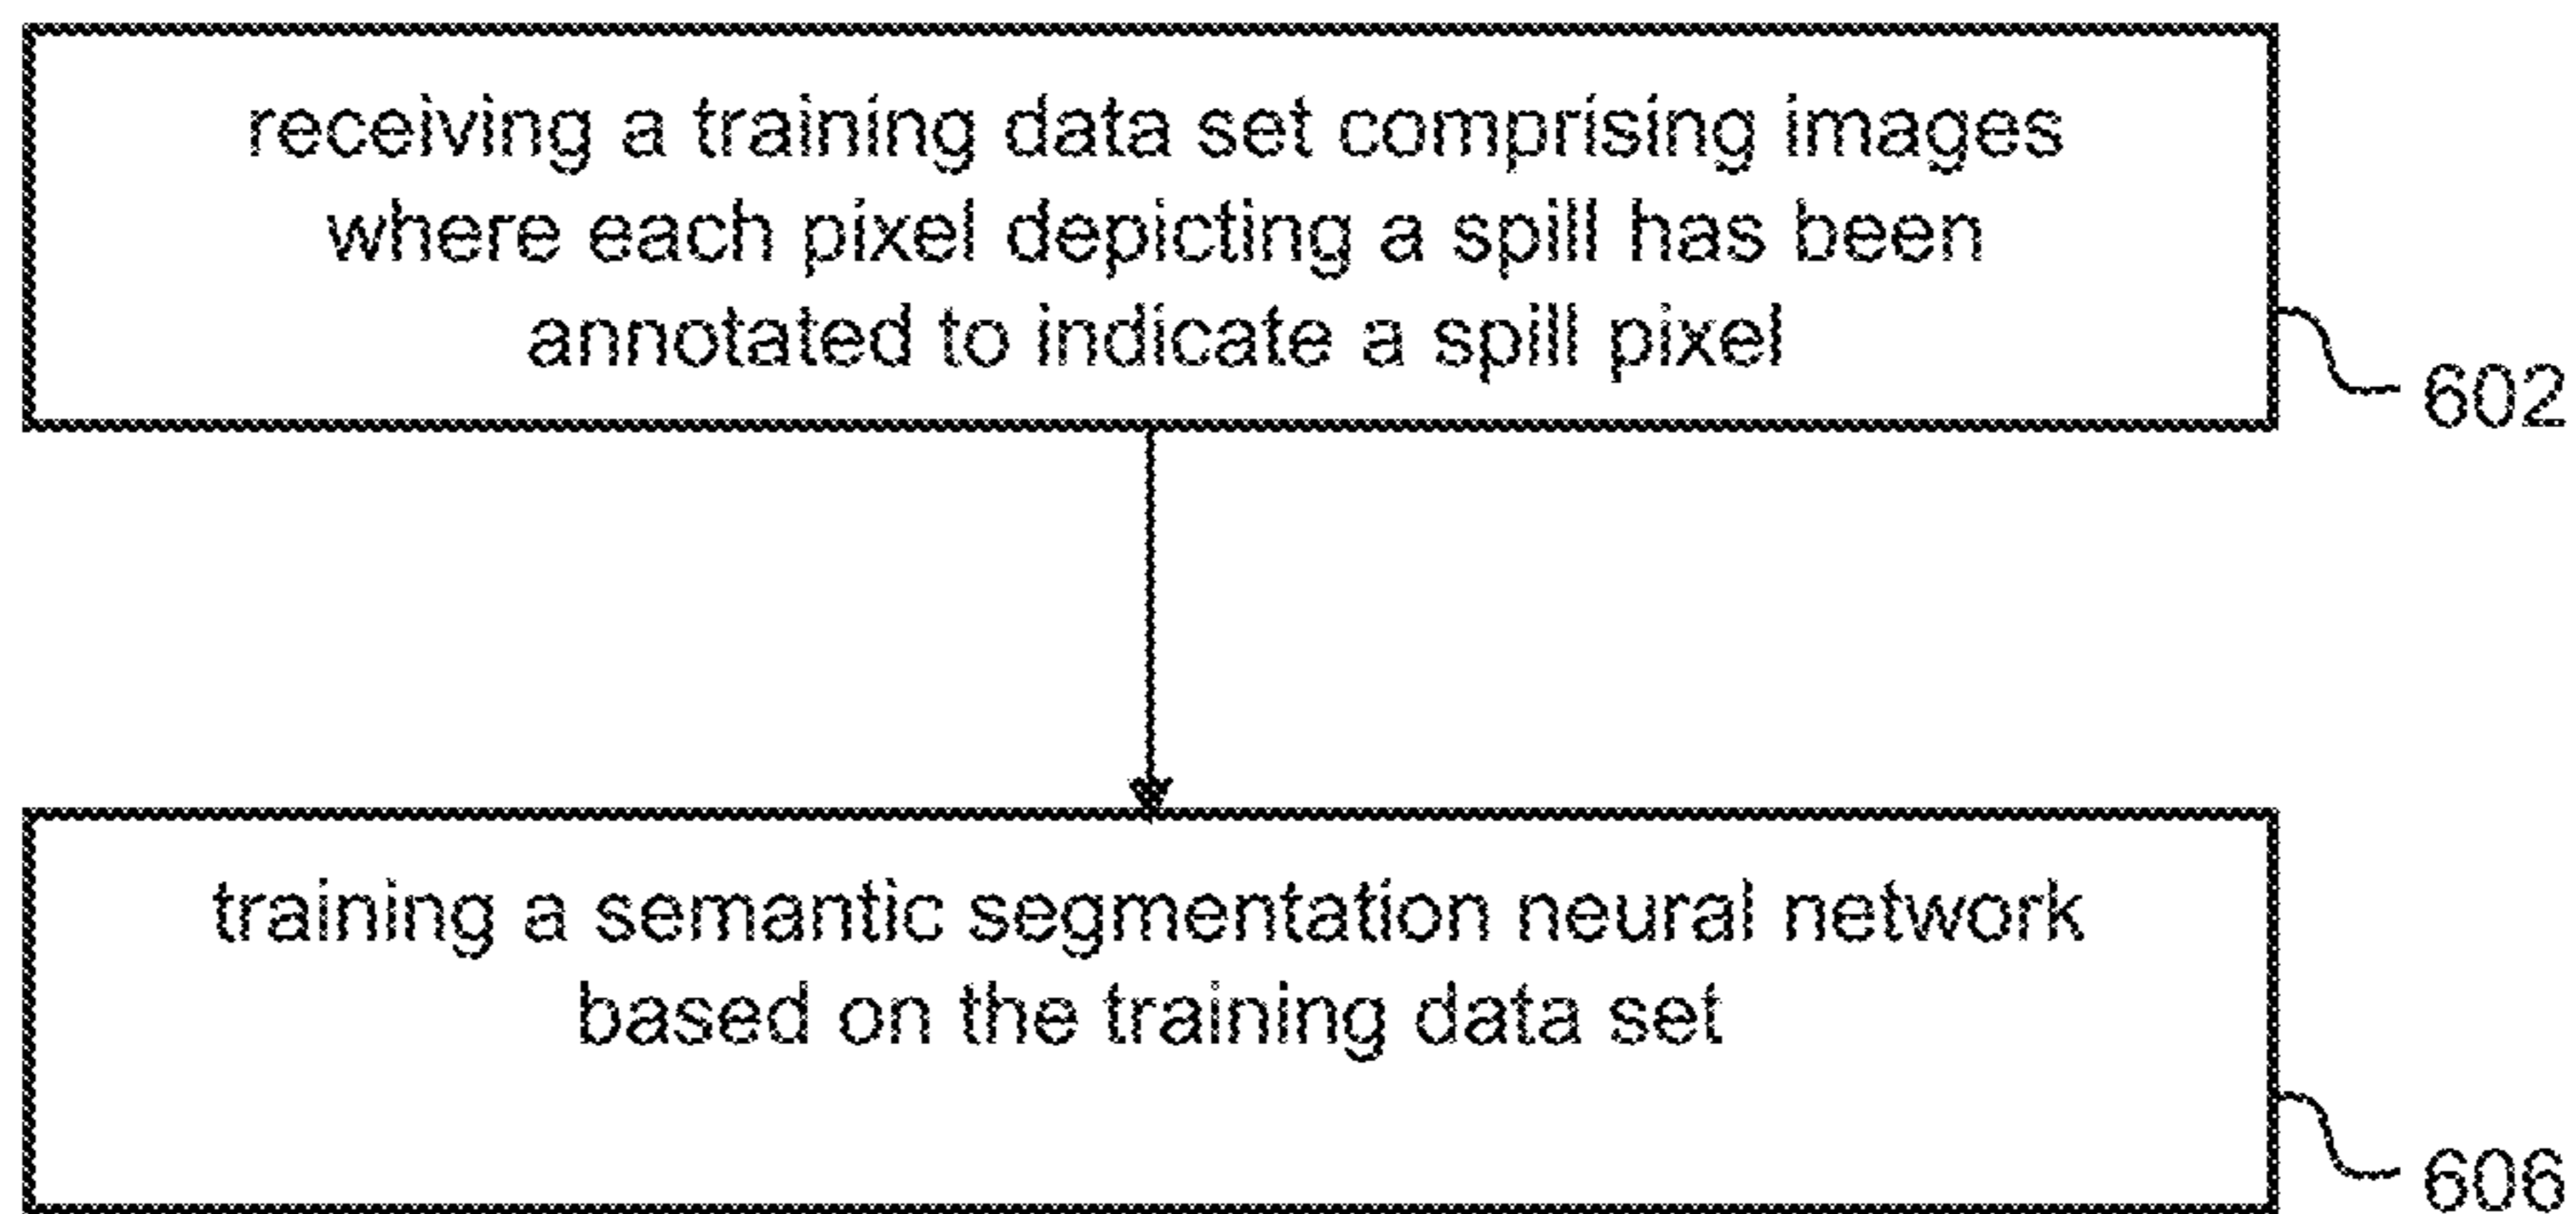 receiving a training data set comprising images
where each pixel depicting a spill has been
annotated to indicate a spill pixel
602
training a semantic segmentation neural network
based on the training data set
606